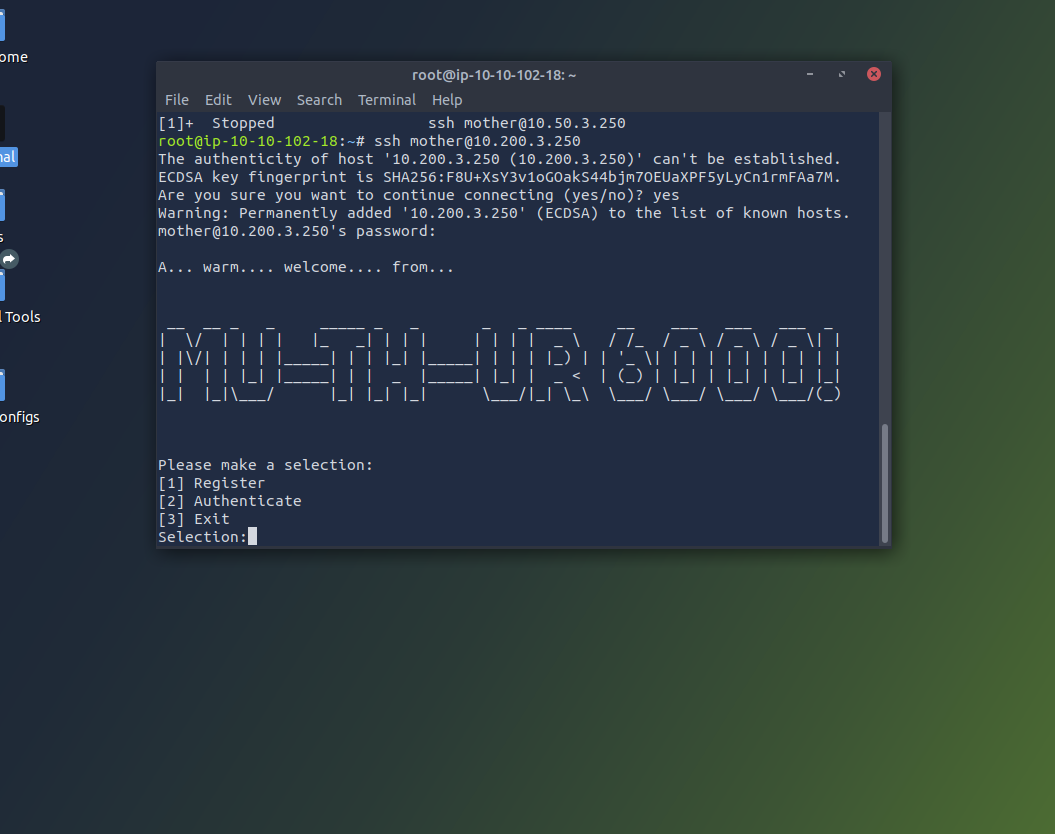 ome
nal
s
l Tools
onfigs
root@ip-10-10-102-18: ~
File Edit View Search Terminal Help
[1]+  Stopped                 ssh mother@10.50.3.250
root@ip-10-10-102-18:~# ssh mother@10.200.3.250
The authenticity of host '10.200.3.250 (10.200.3.250)' can't be established.
ECDSA key fingerprint is SHA256:F8U+XsY3v1oGOakS44bjm7OEUaXPF5yLyCn1rmFAa7M.
Are you sure you want to continue connecting (yes/no)? yes
Warning: Permanently added '10.200.3.250' (ECDSA) to the list of known hosts.
mother@10.200.3.250's password:
A... warm.... welcome.... from...
MU-TH-UR 6000!
Please make a selection:
[1] Register
[2] Authenticate
[3] Exit
Selection: